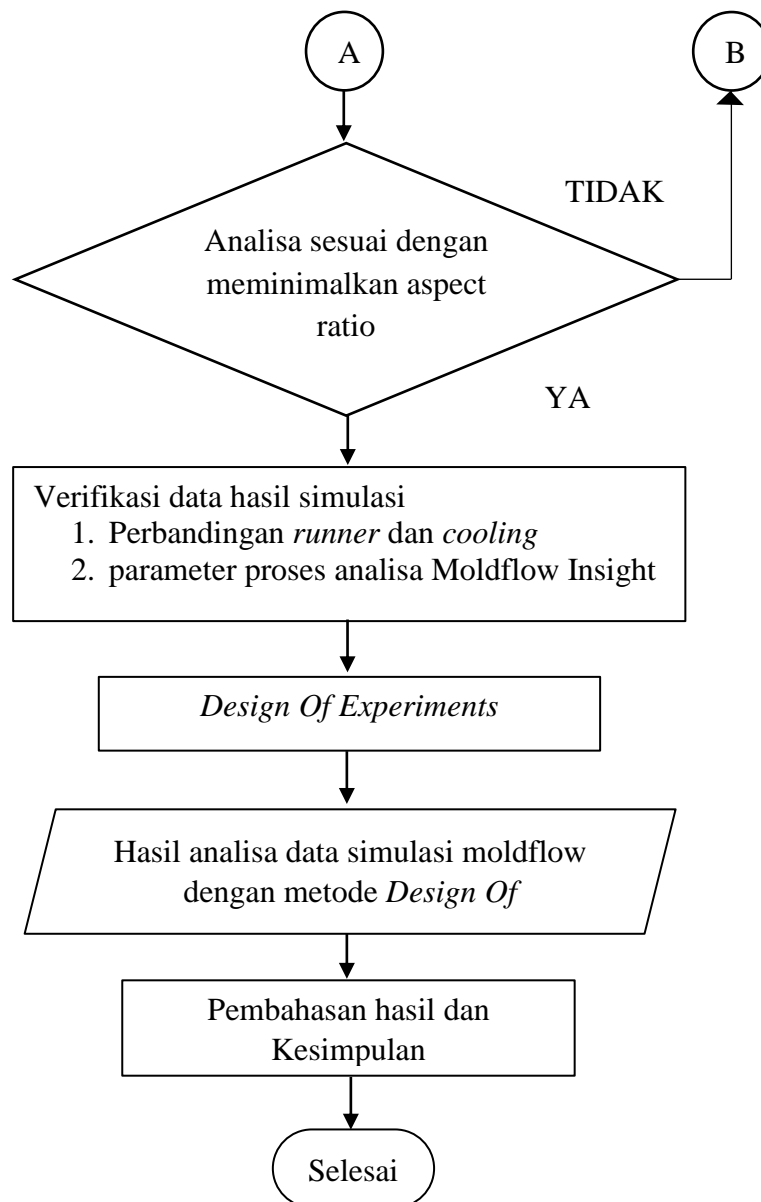 A
B
TIDAK
Analisa sesuai dengan
meminimalkan aspect
ratio
YA
Verifikasi data hasil simulasi
1. Perbandingan runner dan cooling
2. parameter proses analisa Moldflow Insight
Design Of Experiments
Hasil analisa data simulasi moldflow
dengan metode Design Of
Pembahasan hasil dan
Kesimpulan
Selesai